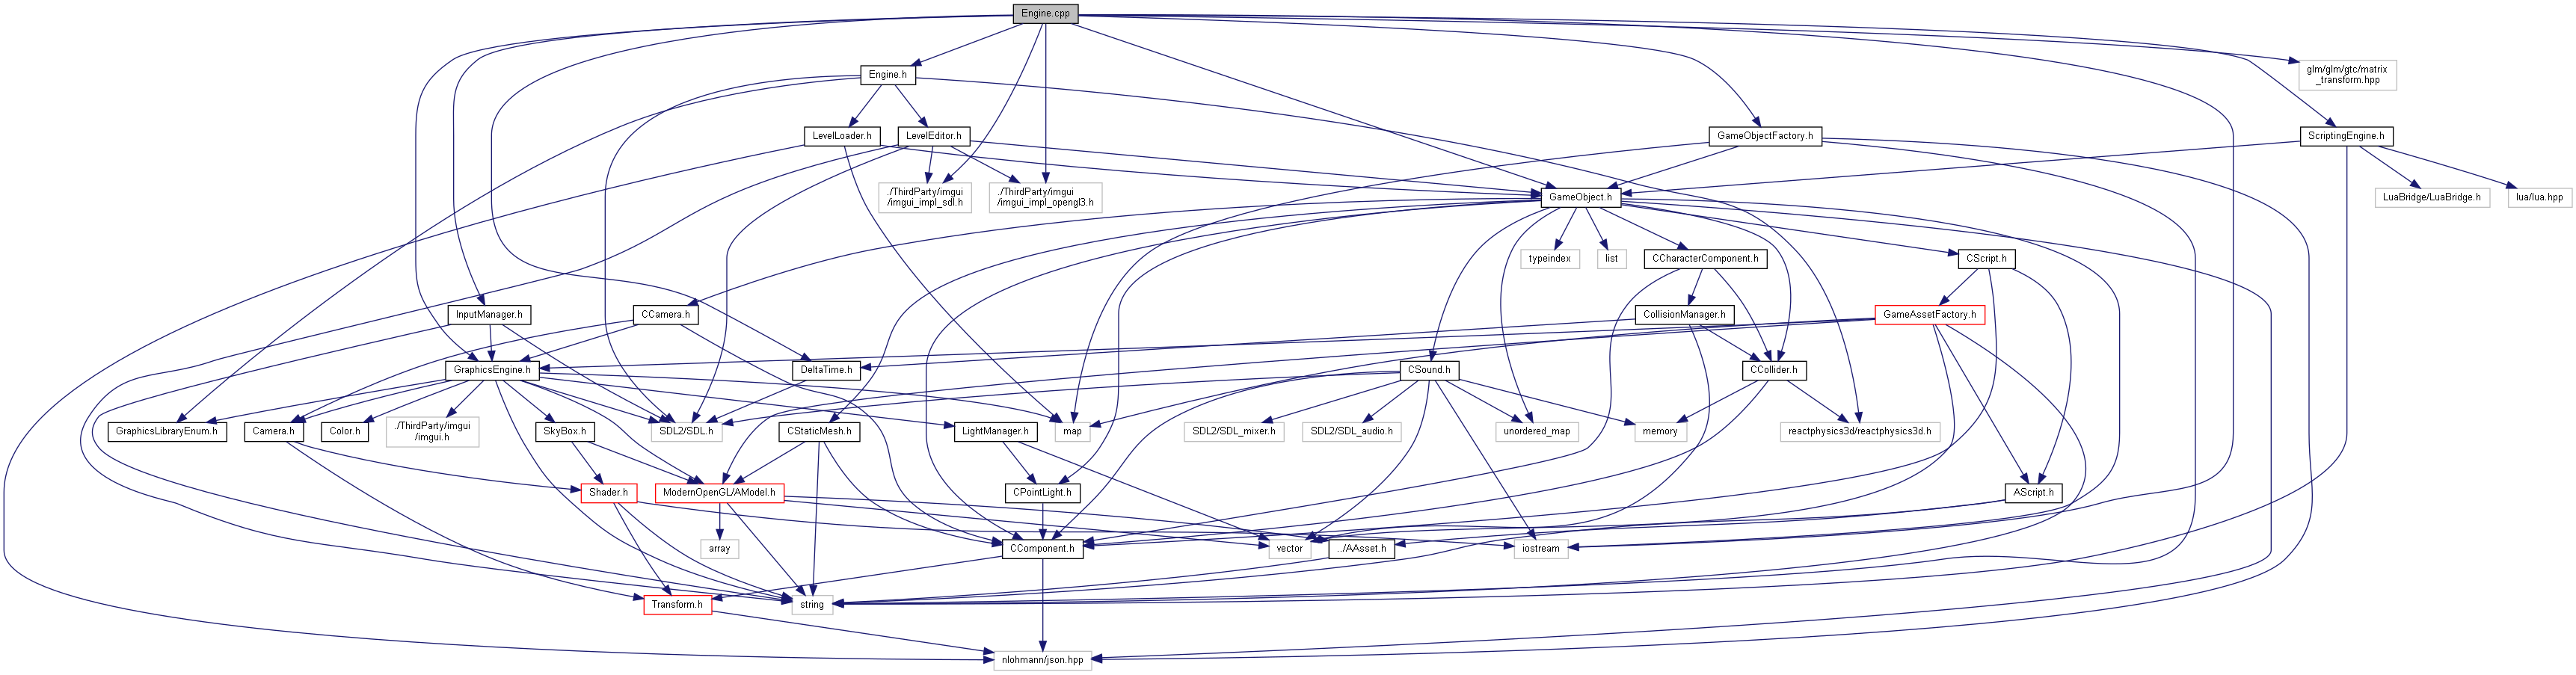 Engine.cpp
Engine.h
glm/glm/gtc/matrix
_transform.hpp
LevelLoader.h
LevelEditor.h
GameObjectFactory.h
ScriptingEngine.h
./ThirdParty/imgui
/imgui_impl_sdl.h
./ThirdParty/imgui
/imgui_impl_opengl3.h
GameObject.h
LuaBridge/LuaBridge.h
lua/lua.hpp
typeindex
list
CCharacterComponent.h
CScript.h
InputManager.h
CCamera.h
CollisionManager.h
GameAssetFactory.h
GraphicsEngine.h
DeltaTime.h
CSound.h
CCollider.h
GraphicsLibraryEnum.h
Camera.h
Color.h
./ThirdParty/imgui
/imgui.h
SkyBox.h
SDL2/SDL.h
CStaticMesh.h
LightManager.h
map
SDL2/SDL_mixer.h
SDL2/SDL_audio.h
unordered_map
memory
reactphysics3d/reactphysics3d.h
Shader.h
ModernOpenGL/AModel.h
CPointLight.h
AScript.h
array
CComponent.h
vector
../AAsset.h
iostream
Transform.h
string
nlohmann/json.hpp